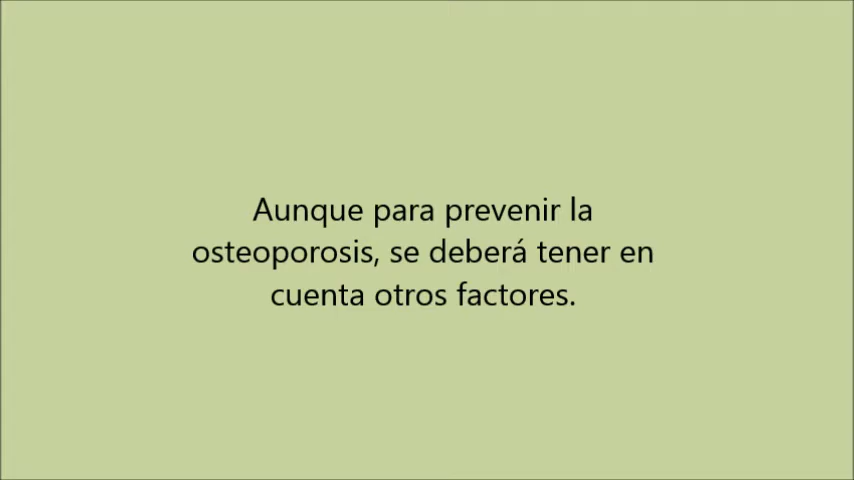 Aunque para prevenir la
osteoporosis, se deberá tener en
cuenta otros factores.